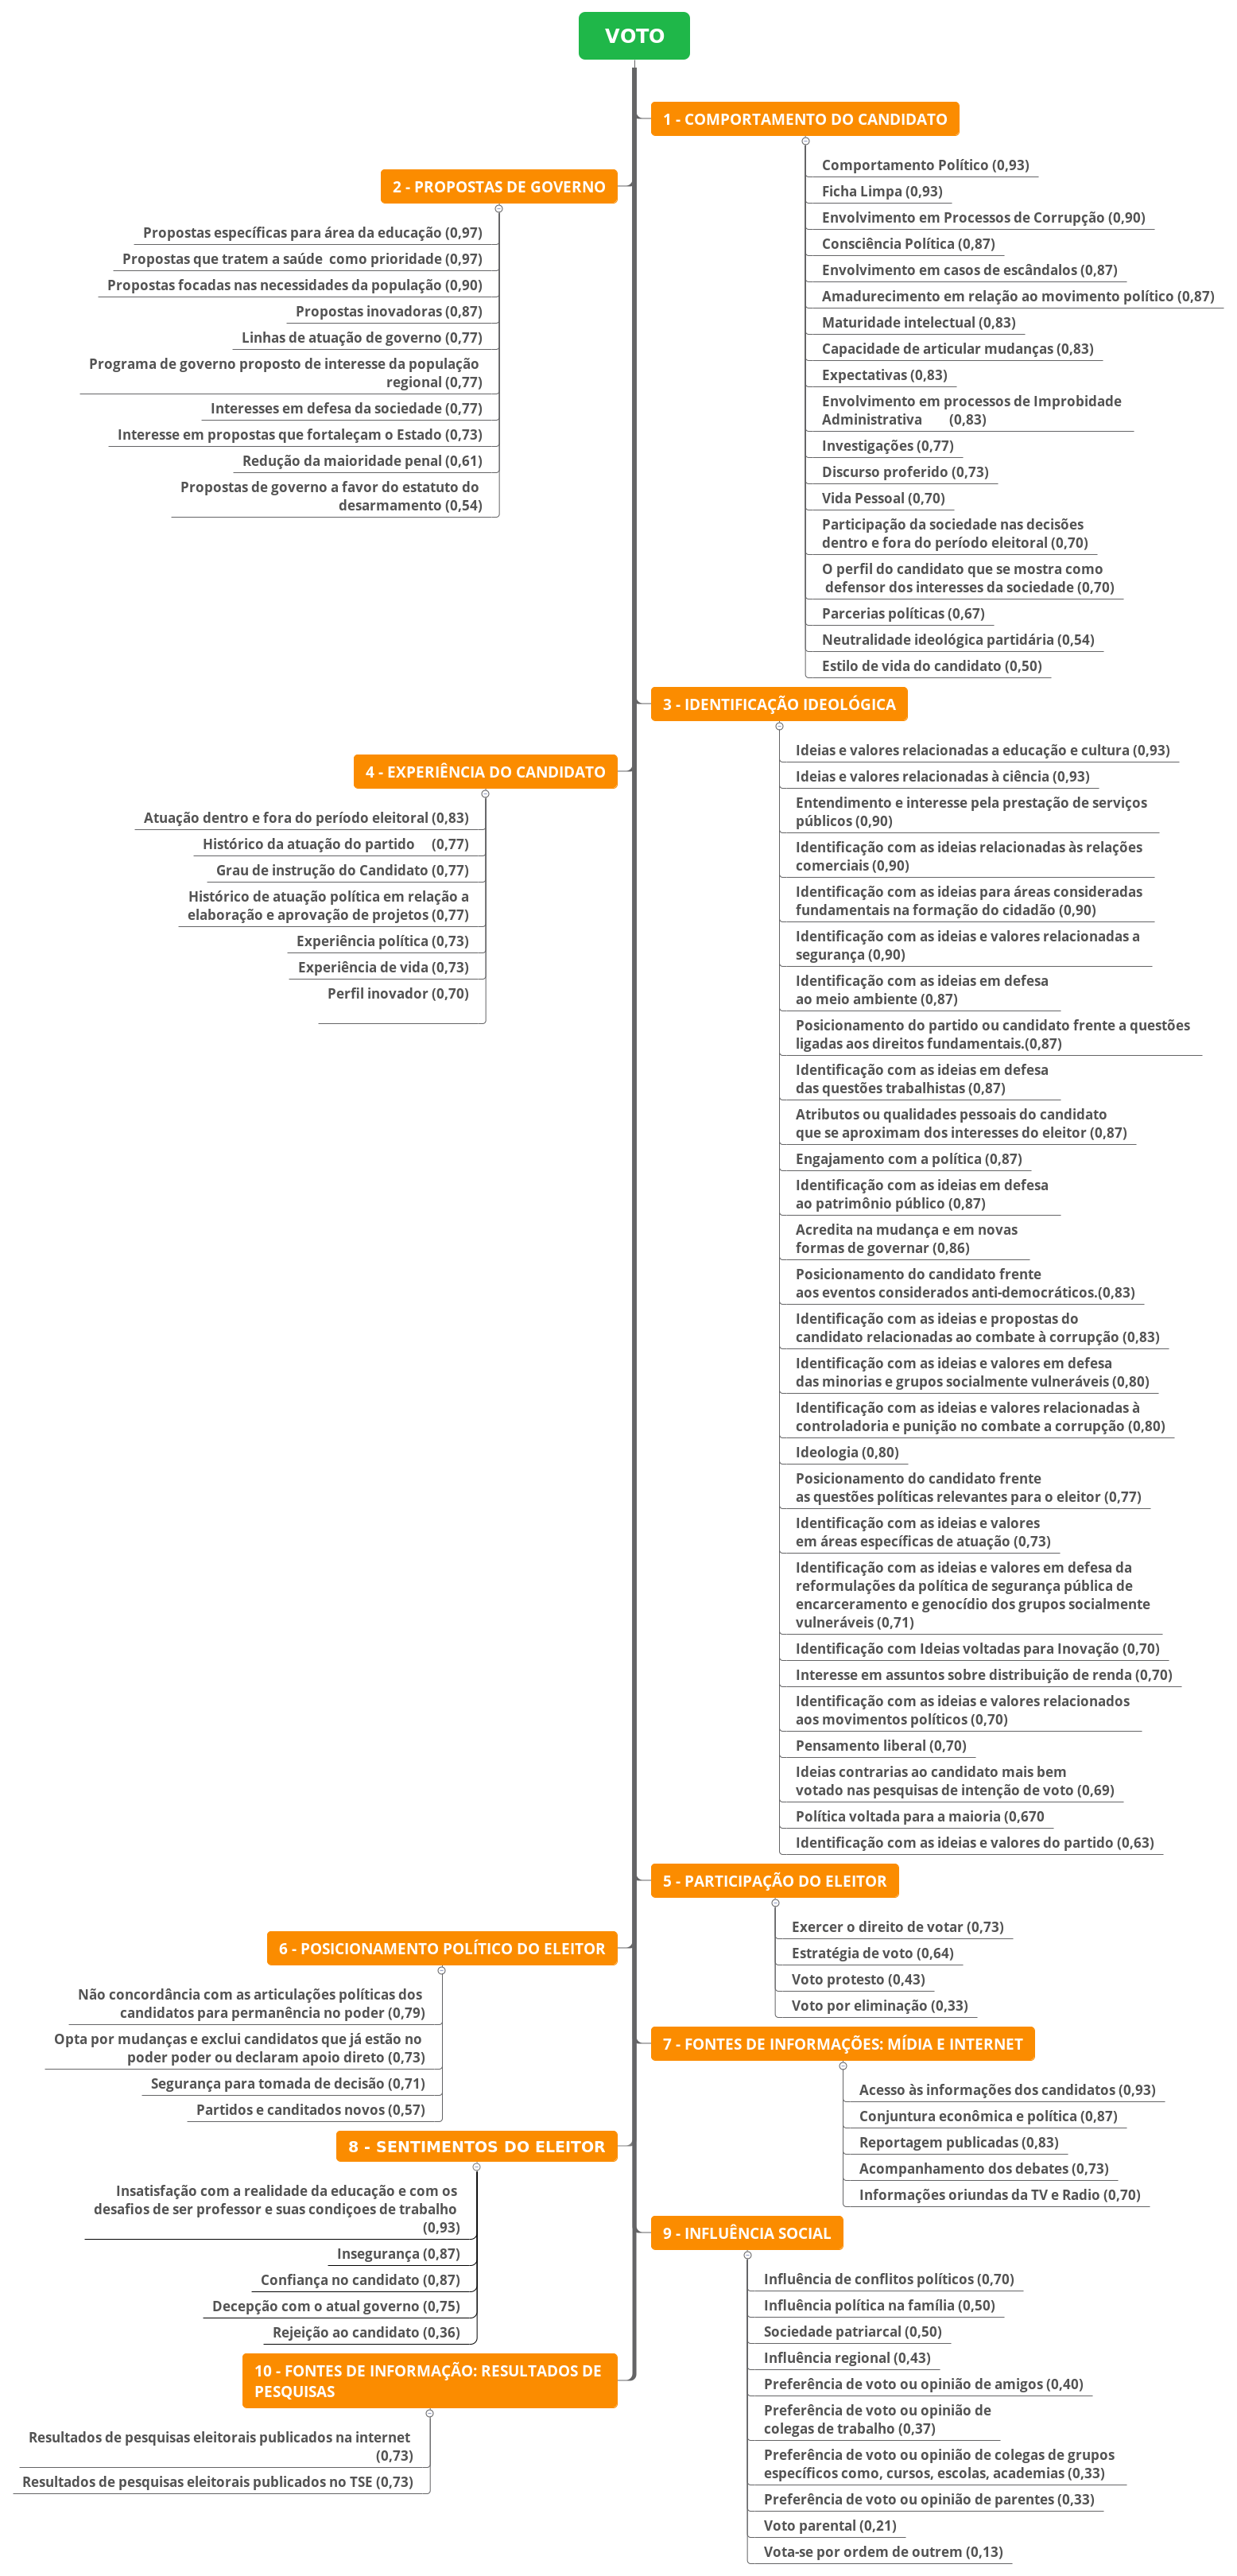 VOTO
1 - COMPORTAMENTO DO CANDIDATO
Comportamento Político (0,93)
Ficha Limpa (0,93)
Envolvimento em Processos de Corrupção (0,90)
Consciência Política (0,87)
Envolvimento em casos de escândalos (0,87)
Amadurecimento em relação ao movimento político (0,87)
Maturidade intelectual (0,83)
Capacidade de articular mudanças (0,83)
Expectativas (0,83)
Envolvimento em processos de Improbidade
Administrativa (0,83)
Investigações (0,77)
Discurso proferido (0,73)
Vida Pessoal (0,70)
Participação da sociedade nas decisões
dentro e fora do período eleitoral (0,70)
O perfil do candidato que se mostra como
defensor dos interesses da sociedade (0,70)
Parcerias políticas (0,67)
Neutralidade ideológica partidária (0,54)
Estilo de vida do candidato (0,50)
2 - PROPOSTAS DE GOVERNO
Propostas específicas para área da educação (0,97)
Propostas que tratem a saúde como prioridade (0,97)
Propostas focadas nas necessidades da população (0,90)
Propostas inovadoras (0,87)
Linhas de atuação de governo (0,77)
Programa de governo proposto de interesse da população
regional (0,77)
Interesses em defesa da sociedade (0,77)
Interesse em propostas que fortaleçam o Estado (0,73)
Redução da maioridade penal (0,61)
Propostas de governo a favor do estatuto do
desarmamento (0,54)
3 - IDENTIFICAÇÃO IDEOLÓGICA
Ideias e valores relacionadas a educação e cultura (0,93)
Ideias e valores relacionadas à ciência (0,93)
Entendimento e interesse pela prestação de serviços
públicos (0,90)
Identificação com as ideias relacionadas às relações
comerciais (0,90)
Identificação com as ideias para áreas consideradas
fundamentais na formação do cidadão (0,90)
Identificação com as ideias e valores relacionadas a
segurança (0,90)
Identificação com as ideias em defesa
ao meio ambiente (0,87)
Posicionamento do partido ou candidato frente a questões
ligadas aos direitos fundamentais.(0,87)
Identificação com as ideias em defesa
das questões trabalhistas (0,87)
Atributos ou qualidades pessoais do candidato
que se aproximam dos interesses do eleitor (0,87)
Engajamento com a política (0,87)
Identificação com as ideias em defesa
ao patrimônio público (0,87)
Acredita na mudança e em novas
formas de governar (0,86)
Posicionamento do candidato frente
aos eventos considerados anti-democráticos.(0,83)
Identificação com as ideias e propostas do
candidato relacionadas ao combate à corrupção (0,83)
Identificação com as ideias e valores em defesa
das minorias e grupos socialmente vulneráveis (0,80)
Identificação com as ideias e valores relacionadas à
controladoria e punição no combate a corrupção (0,80)
Ideologia (0,80)
Posicionamento do candidato frente
as questões políticas relevantes para o eleitor (0,77)
Identificação com as ideias e valores
em áreas específicas de atuação (0,73)
Identificação com as ideias e valores em defesa da
reformulações da política de segurança pública de
encarceramento e genocídio dos grupos socialmente
vulneráveis (0,71)
Identificação com Ideias voltadas para Inovação (0,70)
Interesse em assuntos sobre distribuição de renda (0,70)
Identificação com as ideias e valores relacionados
aos movimentos políticos (0,70)
Pensamento liberal (0,70)
Ideias contrarias ao candidato mais bem
votado nas pesquisas de intenção de voto (0,69)
Política voltada para a maioria (0,670
Identificação com as ideias e valores do partido (0,63)
4 - EXPERIÊNCIA DO CANDIDATO
Atuação dentro e fora do período eleitoral (0,83)
Histórico da atuação do partido (0,77)
Grau de instrução do Candidato (0,77)
Histórico de atuação política em relação a
elaboração e aprovação de projetos (0,77)
Experiência política (0,73)
Experiência de vida (0,73)
Perfil inovador (0,70)
5 - PARTICIPAÇÃO DO ELEITOR
Exercer o direito de votar (0,73)
Estratégia de voto (0,64)
Voto protesto (0,43)
Voto por eliminação (0,33)
6 - POSICIONAMENTO POLÍTICO DO ELEITOR
Não concordância com as articulações políticas dos
candidatos para permanência no poder (0,79)
Opta por mudanças e exclui candidatos que já estão no
poder poder ou declaram apoio direto (0,73)
Segurança para tomada de decisão (0,71)
Partidos e canditados novos (0,57)
7 - FONTES DE INFORMAÇÕES: MÍDIA E INTERNET
Acesso às informações dos candidatos (0,93)
Conjuntura econômica e política (0,87)
Reportagem publicadas (0,83)
Acompanhamento dos debates (0,73)
Informações oriundas da TV e Radio (0,70)
8 - SENTIMENTOS DO ELEITOR
Insatisfação com a realidade da educação e com os
desafios de ser professor e suas condiçoes de trabalho
(0,93)
Insegurança (0,87)
Confiança no candidato (0,87)
Decepção com o atual governo (0,75)
Rejeição ao candidato (0,36)
9 - INFLUÊNCIA SOCIAL
Influência de conflitos políticos (0,70)
Influência política na família (0,50)
Sociedade patriarcal (0,50)
Influência regional (0,43)
Preferência de voto ou opinião de amigos (0,40)
Preferência de voto ou opinião de
colegas de trabalho (0,37)
Preferência de voto ou opinião de colegas de grupos
específicos como, cursos, escolas, academias (0,33)
Preferência de voto ou opinião de parentes (0,33)
Voto parental (0,21)
Vota-se por ordem de outrem (0,13)
10 - FONTES DE INFORMAÇÃO: RESULTADOS DE
PESQUISAS
Resultados de pesquisas eleitorais publicados na internet
(0,73)
Resultados de pesquisas eleitorais publicados no TSE (0,73)